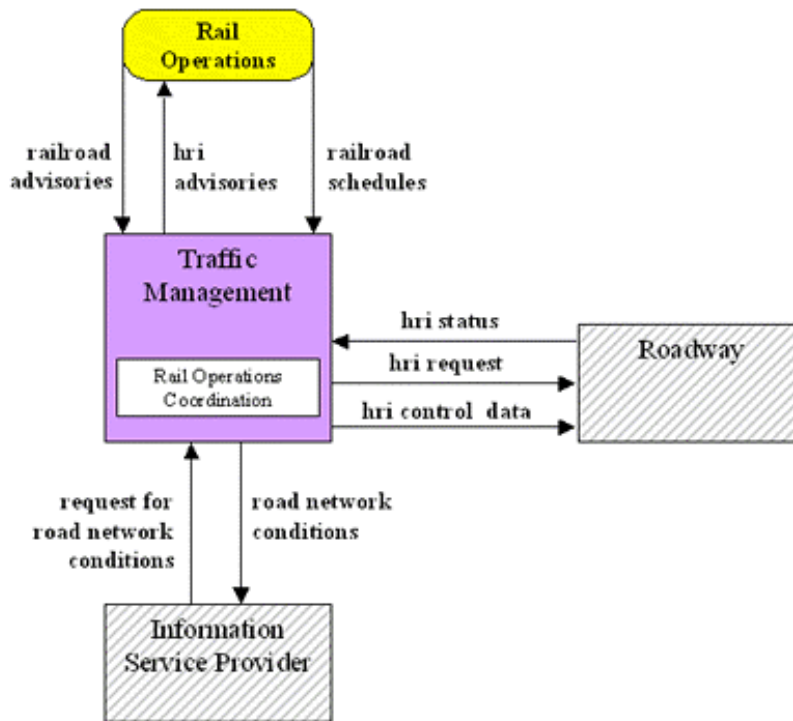 Rail
Operations
railroad
advisories
hri
advisories
railroad
schedules
Traffic
Management
Rail Operations
Coordination
hri status
hri request
hri control data
Roadway
request for
road network
conditions
road network
conditions
Information
Service Provider